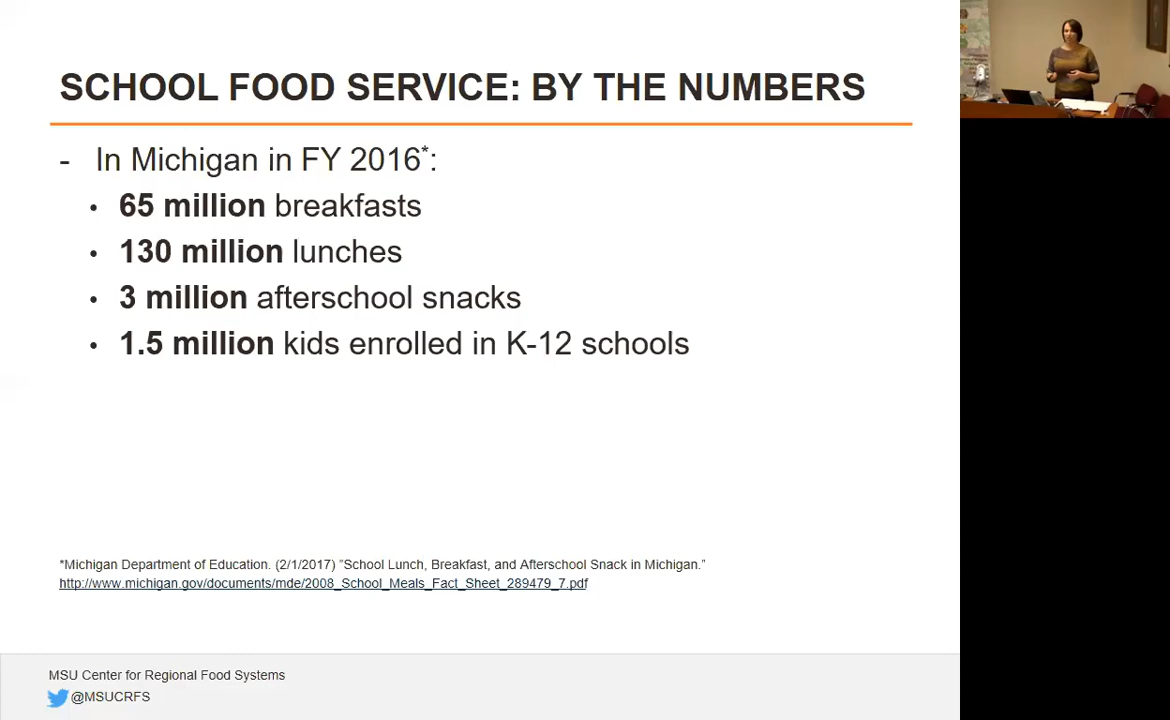 SCHOOL FOOD SERVICE: BY THE NUMBERS
- In Michigan in FY 2016*:
• 65 million breakfasts
• 130 million lunches
• 3 million afterschool snacks
• 1.5 million kids enrolled in K-12 schools
*Michigan Department of Education. (2/1/2017) "School Lunch, Breakfast, and Afterschool Snack in Michigan."
http://www.michigan.gov/documents/mde/2008_School_Meals_Fact_Sheet_289479_7.pdf
MSU Center for Regional Food Systems
@MSUCRFS